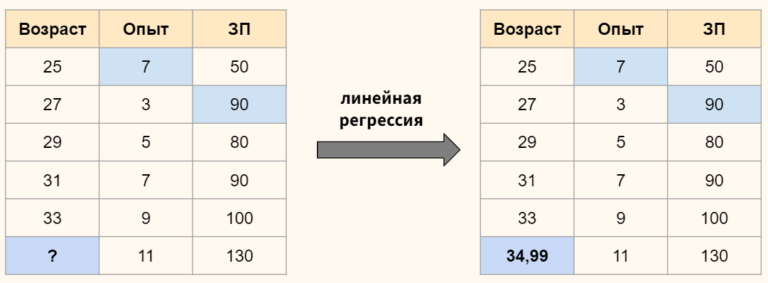 Возраст Опыт ЗП
25 7 50
27 3 90
29 5 80
31 7 90
33 9 100
? 11 130
линейная
регрессия
Возраст Опыт ЗП
25 7 50
27 3 90
29 5 80
31 7 90
33 9 100
34,99 11 130